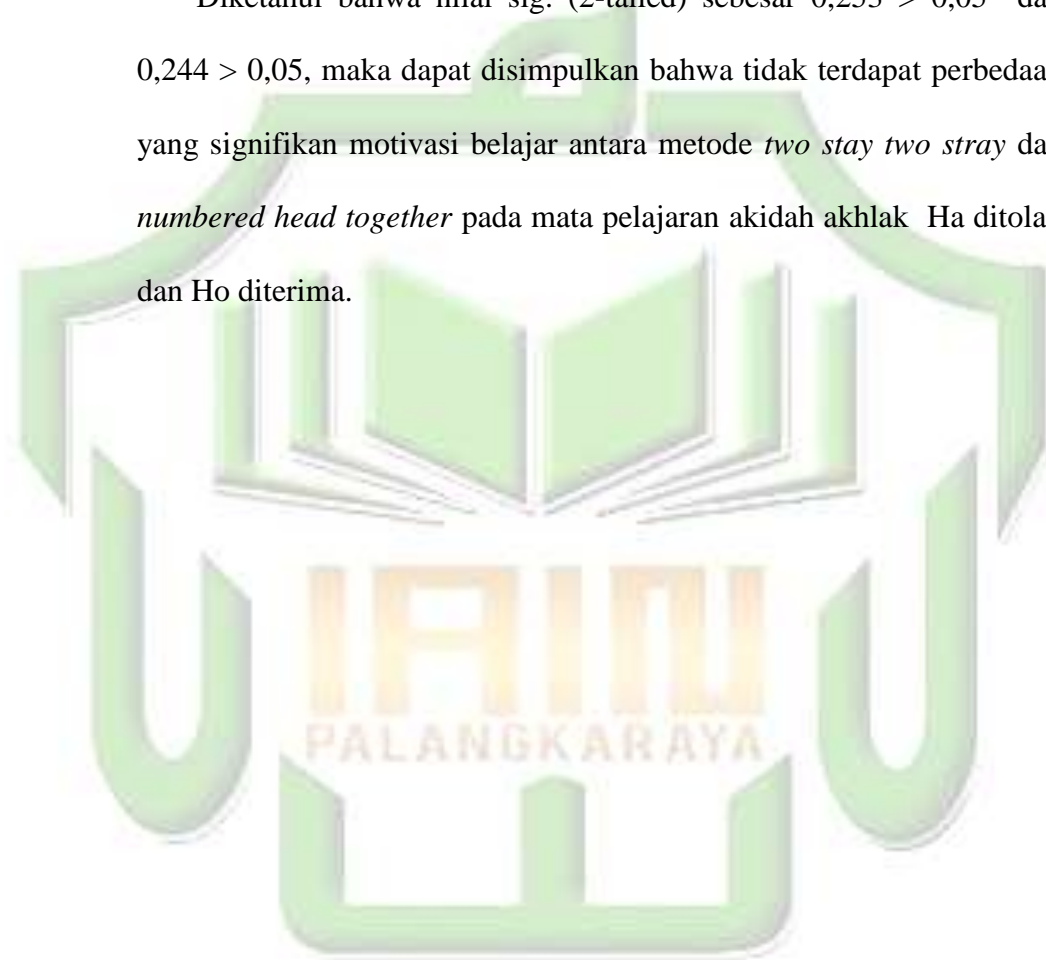 Diketahui bahwa nilai sig. (2-tailed) sebesar > 0,05 da
0,244 > 0,05, maka dapat disimpulkan bahwa tidak terdapat perbedaa
yang signifikan motivasi belajar antara metode two stay two stray da
numbered head together pada mata pelajaran akidah akhlak Ha ditola
dan Ho diterima.
IAIN
PALANGKARAYA